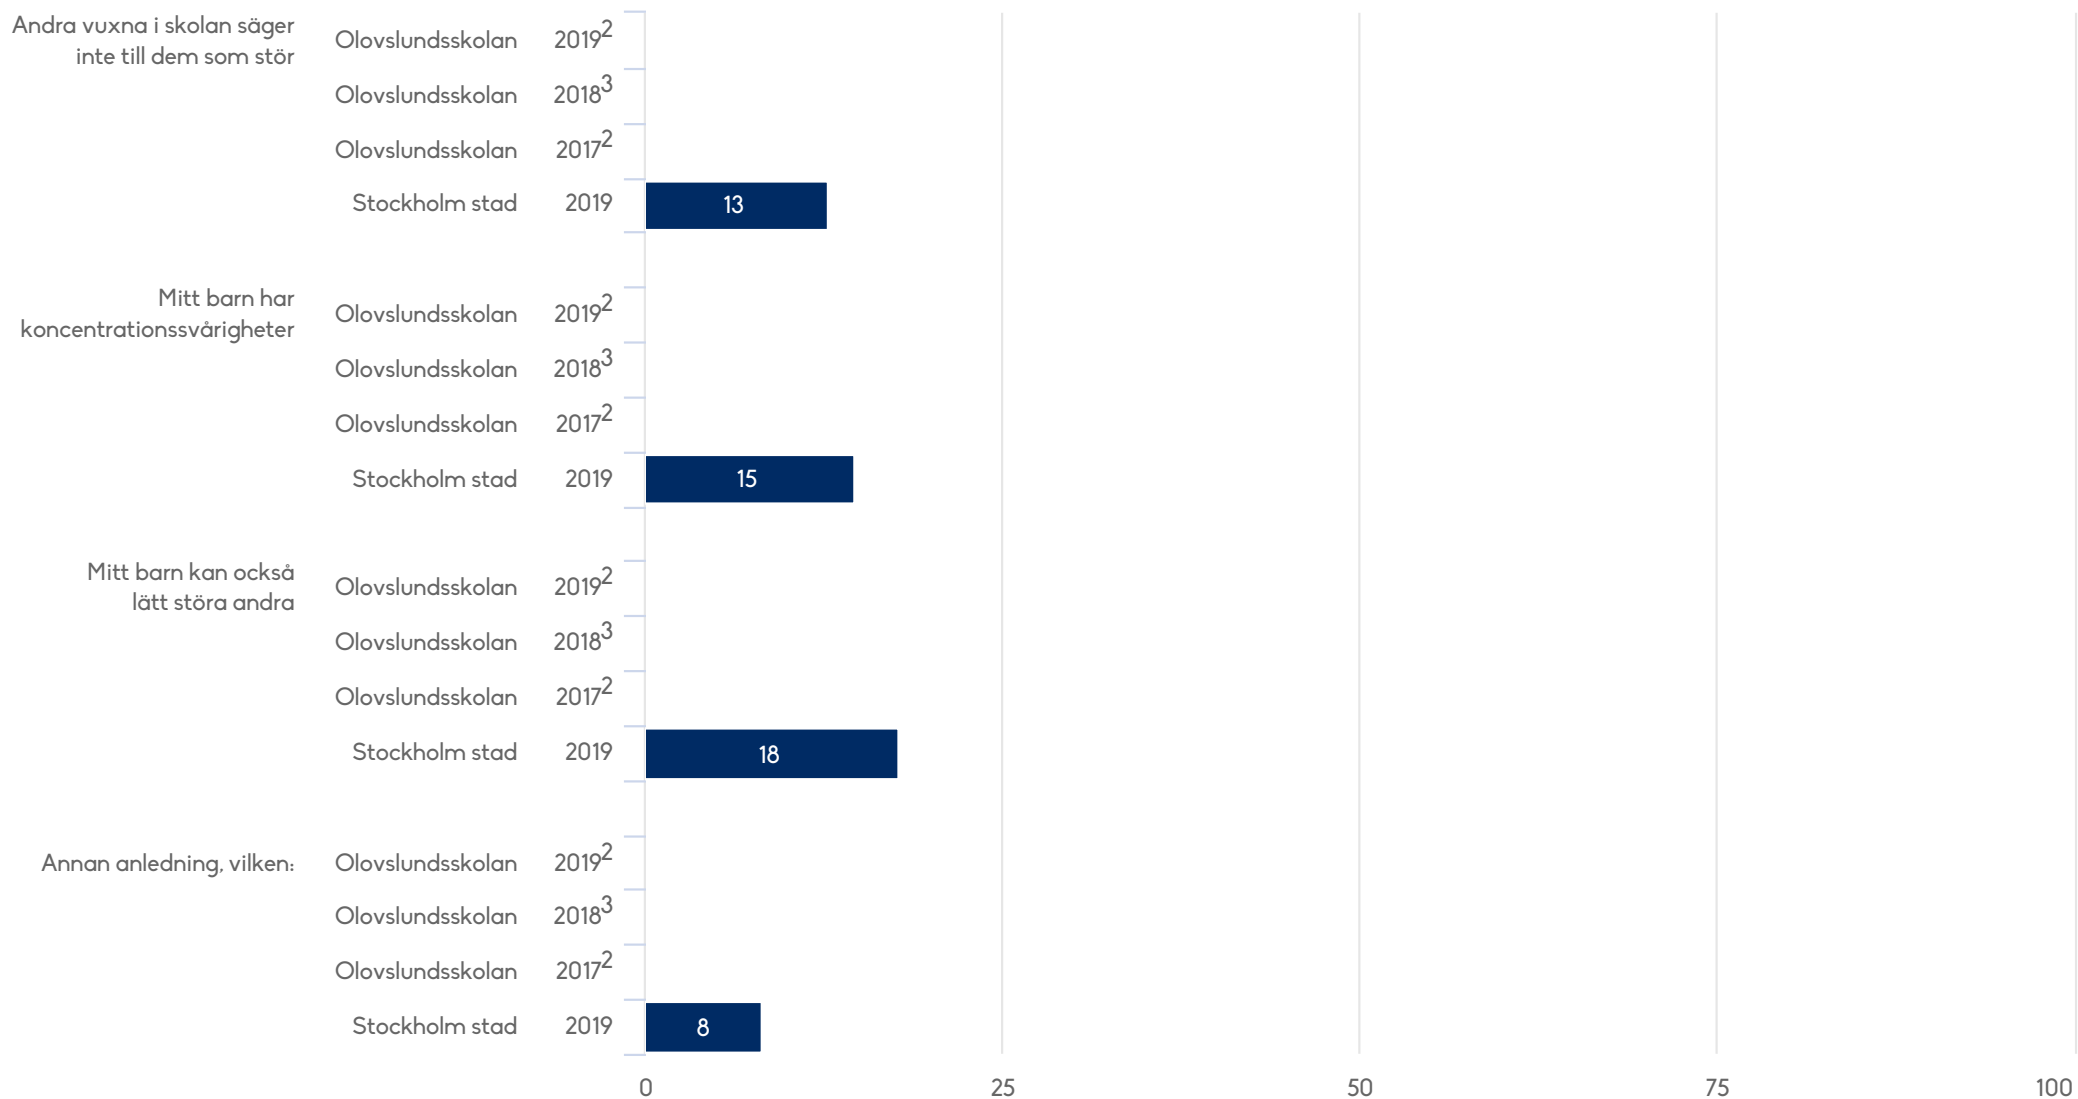 Andra vuxna i skolan säger
inte till dem som stör
Olovslundsskolan 2019²
Olovslundsskolan 2018³
Olovslundsskolan 2017²
Stockholm stad 2019 13
Mitt barn har
koncentrationssvårigheter
Olovslundsskolan 2019²
Olovslundsskolan 2018³
Olovslundsskolan 2017²
Stockholm stad 2019 15
Mitt barn kan också
lätt störa andra
Olovslundsskolan 2019²
Olovslundsskolan 2018³
Olovslundsskolan 2017²
Stockholm stad 2019 18
Annan anledning, vilken: Olovslundsskolan 2019²
Olovslundsskolan 2018³
Olovslundsskolan 2017²
Stockholm stad 2019 8
0 25 50 75 100